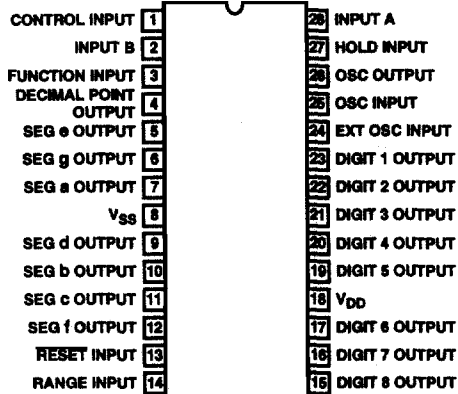 CONTROL INPUT 1
INPUT B 2
FUNCTION INPUT 3
DECIMAL POINT
OUTPUT 4
SEG e OUTPUT 5
SEG g OUTPUT 6
SEG a OUTPUT 7
VSS 8
SEG d OUTPUT 9
SEG b OUTPUT 10
SEG c OUTPUT 11
SEG f OUTPUT 12
RESET INPUT 13
RANGE INPUT 14
28 INPUT A
27 HOLD INPUT
26 OSC OUTPUT
25 OSC INPUT
24 EXT OSC INPUT
23 DIGIT 1 OUTPUT
22 DIGIT 2 OUTPUT
21 DIGIT 3 OUTPUT
20 DIGIT 4 OUTPUT
19 DIGIT 5 OUTPUT
18 VDD
17 DIGIT 6 OUTPUT
16 DIGIT 7 OUTPUT
15 DIGIT 8 OUTPUT